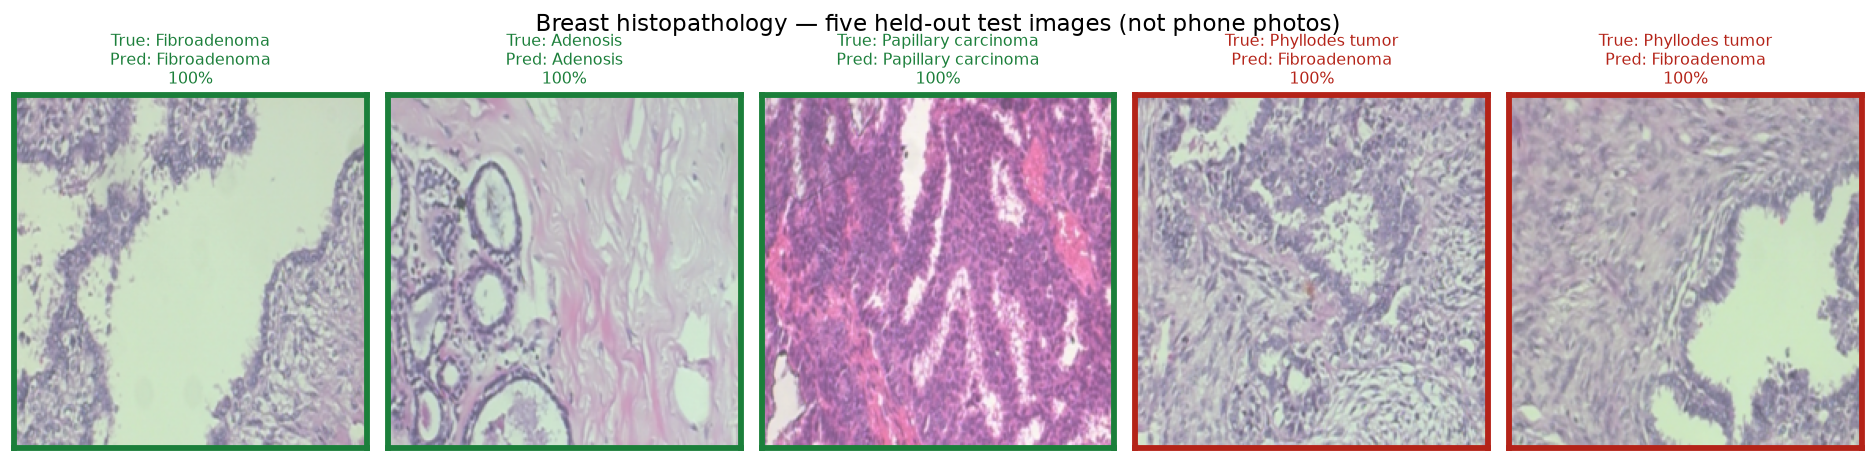 Breast histopathology — five held-out test images (not phone photos)
True: Fibroadenoma
Pred: Fibroadenoma
100%
True: Adenosis
Pred: Adenosis
100%
True: Papillary carcinoma
Pred: Papillary carcinoma
100%
True: Phyllodes tumor
Pred: Fibroadenoma
100%
True: Phyllodes tumor
Pred: Fibroadenoma
100%